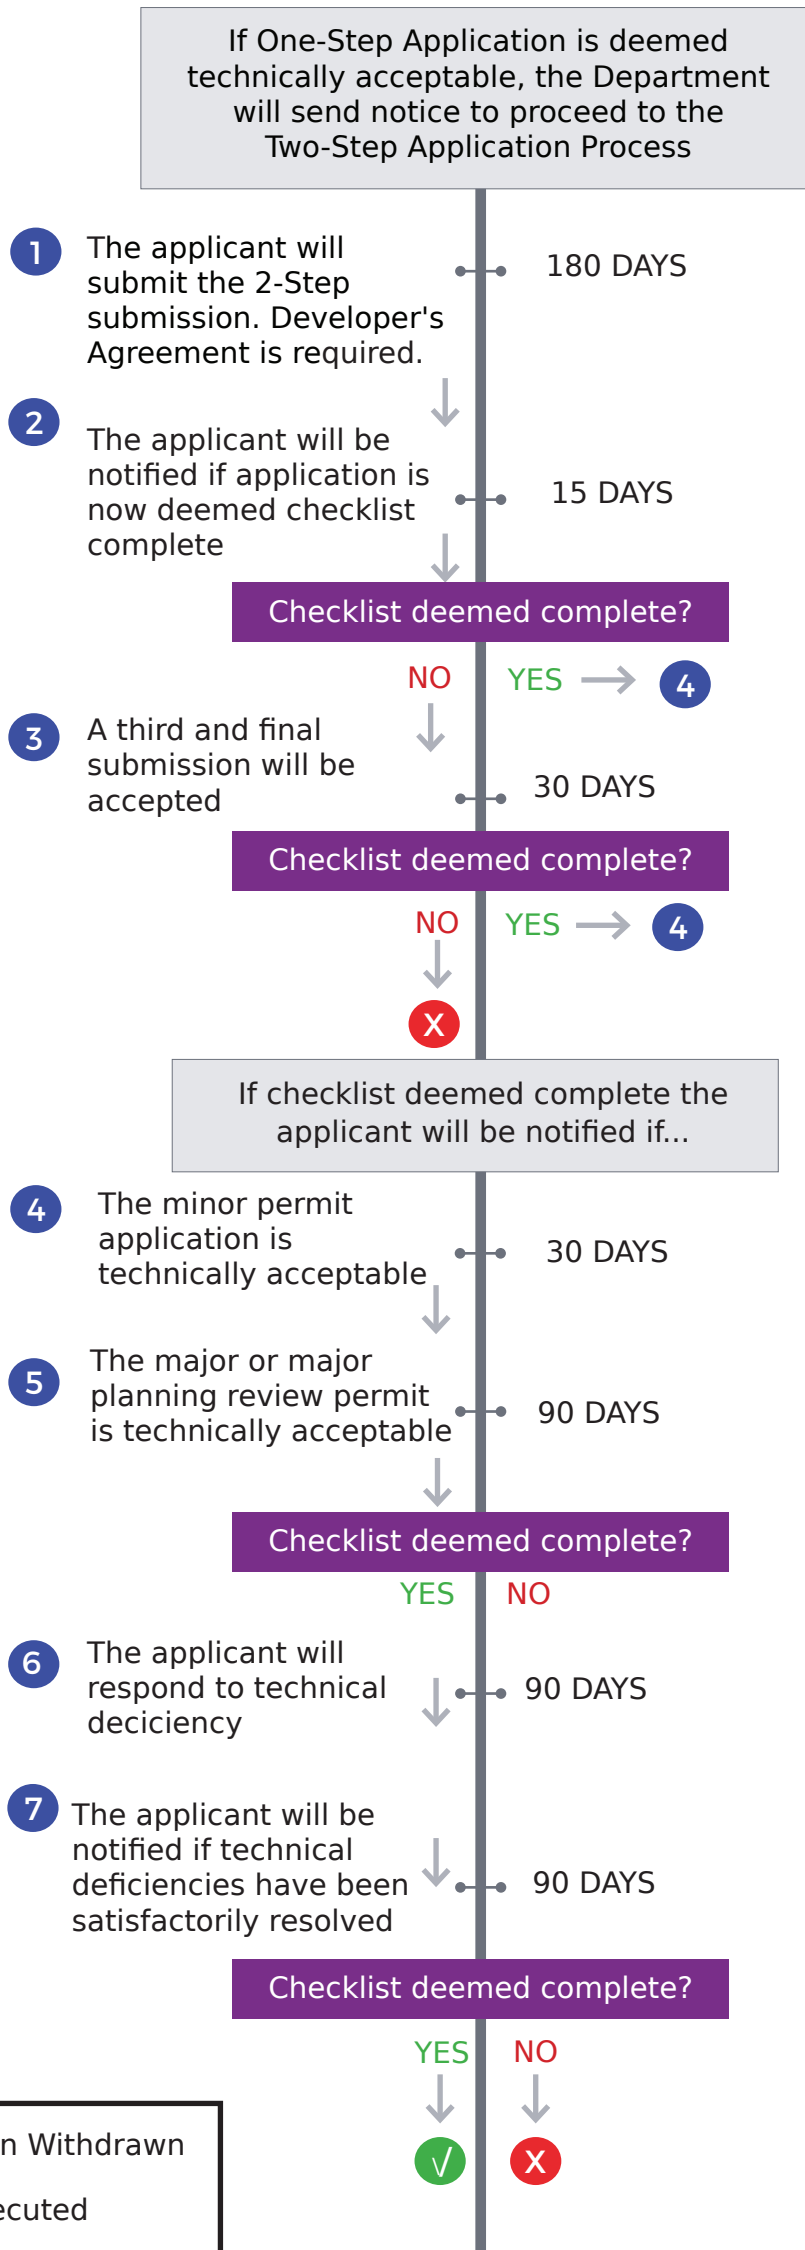 If One-Step Application is deemed
technically acceptable, the Department
will send notice to proceed to the
Two-Step Application Process
1
The applicant will
submit the 2-Step
submission. Developer's
Agreement is required.
180 DAYS
2
The applicant will be
notified if application is
now deemed checklist
complete
15 DAYS
Checklist deemed complete?
NO YES 4
3
A third and final
submission will be
accepted
30 DAYS
Checklist deemed complete?
NO YES 4
X
If checklist deemed complete the
applicant will be notified if...
4
The minor permit
application is
technically acceptable
30 DAYS
5
The major or major
planning review permit
is technically acceptable
90 DAYS
Checklist deemed complete?
YES NO
6
The applicant will
respond to technical
deciciency
90 DAYS
7
The applicant will be
notified if technical
deficiencies have been
satisfactorily resolved
90 DAYS
Checklist deemed complete?
YES NO
√ X
n Withdrawn
ecuted